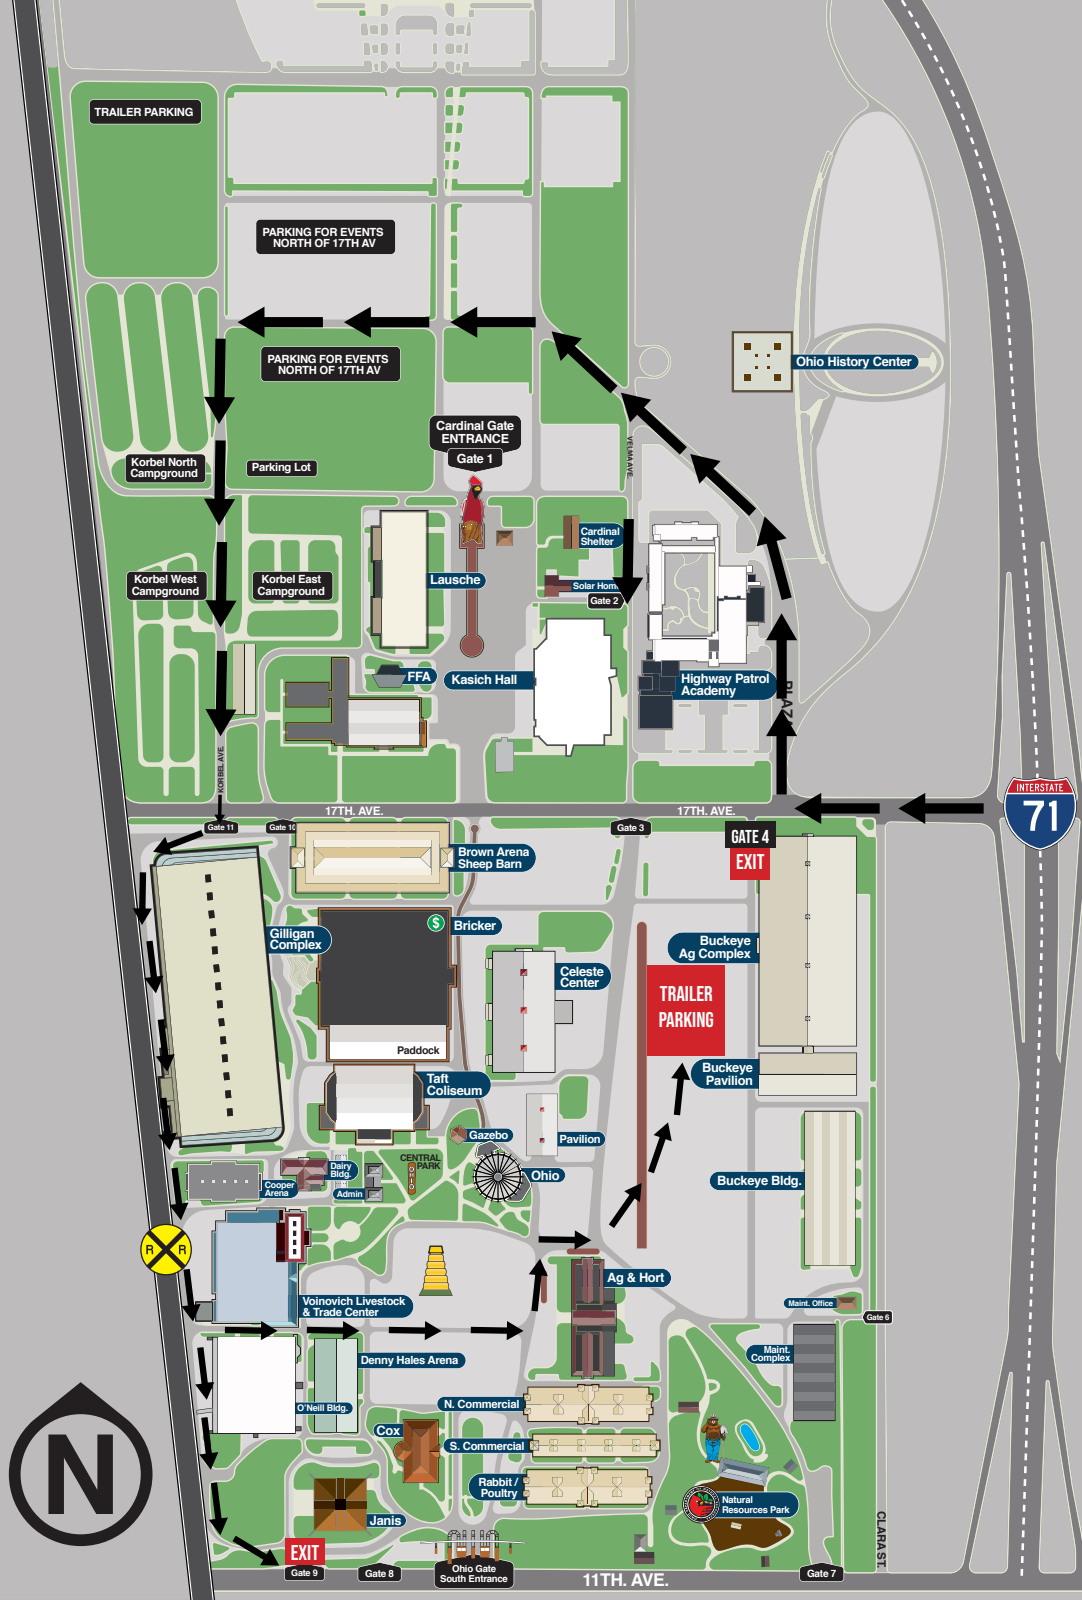 TRAILER PARKING
PARKING FOR EVENTS
NORTH OF 17TH AV
PARKING FOR EVENTS
NORTH OF 17TH AV
Ohio History Center
Cardinal Gate
ENTRANCE
Gate 1
VELMA AVE.
Korbel North
Campground
Parking Lot
Cardinal
Shelter
Korbel West
Campground
Korbel East
Campground
Lausche
Solar Home
Gate 2
FFA
Kasich Hall
Highway Patrol
Academy
PLAZA
KORBEL AVE.
INTERSTATE
71
17TH. AVE.
17TH. AVE.
Gate 11
Gate 10
Gate 3
GATE 4
EXIT
Brown Arena
Sheep Barn
$
Bricker
Gilligan
Complex
Buckeye
Ag Complex
Celeste
Center
TRAILER
PARKING
Paddock
Buckeye
Pavilion
Taft
Coliseum
Gazebo
Pavilion
CENTRAL
PARK
OHIO
Dairy
Bldg.
Admin
Cooper
Arena
Ohio
Buckeye Bldg.
R R
Ag & Hort
Voinovich Livestock
& Trade Center
Maint. Office
Gate 6
Denny Hales Arena
Maint.
Complex
O'Neill Bldg.
N. Commercial
Cox
S. Commercial
Rabbit /
Poultry
N
Natural
Resources Park
Janis
CLARA ST.
EXIT
Gate 9
Gate 8
Ohio Gate
South Entrance
11TH. AVE.
Gate 7